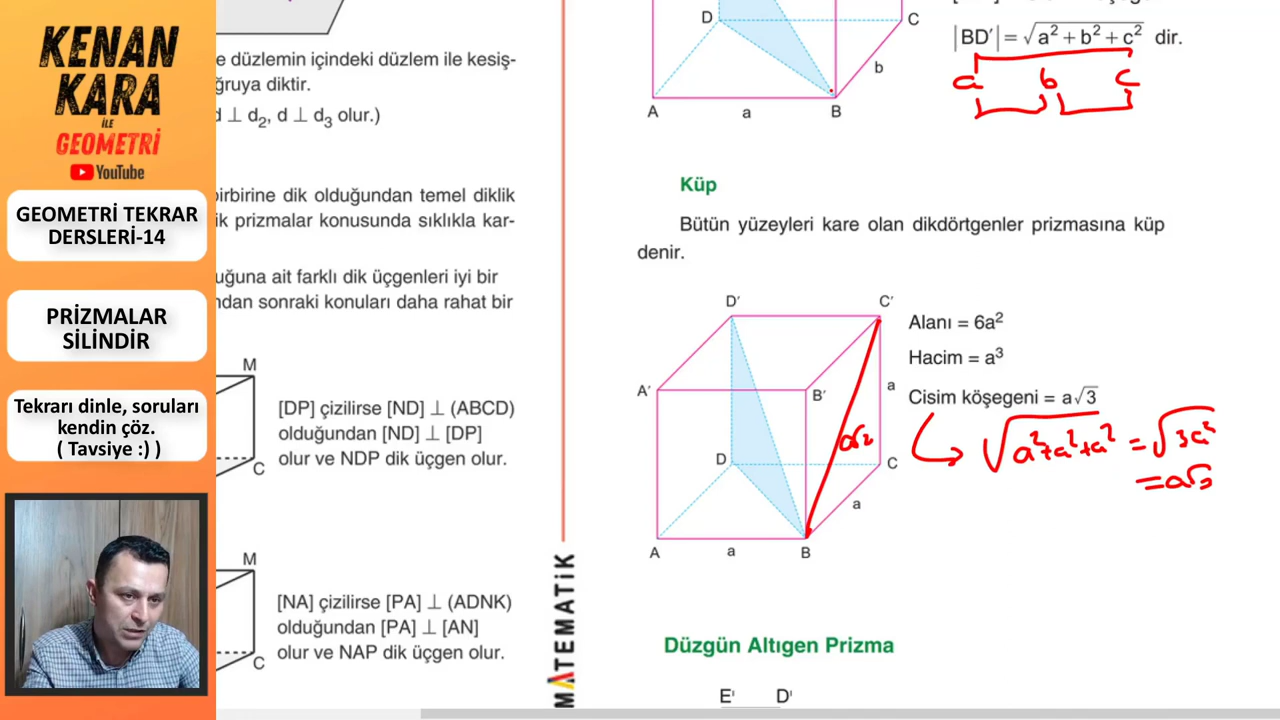 KENAN
KARA
İLE
GEOMETRİ
YouTube
GEOMETRİ TEKRAR
DERSLERİ-14
PRİZMALAR
SİLİNDİR
Tekrarı dinle, soruları
kendin çöz.
( Tavsiye :) )
e düzlemin içindeki düzlem ile kesiş-
ğruya diktir.
d ⊥ d₂, d ⊥ d₃ olur.)
birbirine dik olduğundan temel diklik
ik prizmalar konusunda sıklıkla kar-
uğuna ait farklı dik üçgenleri iyi bir
ndan sonraki konuları daha rahat bir
M
C
[DP] çizilirse [ND] ⊥ (ABCD)
olduğundan [ND] ⊥ [DP]
olur ve NDP dik üçgen olur.
M
C
[NA] çizilirse [PA] ⊥ (ADNK)
olduğundan [PA] ⊥ [AN]
olur ve NAP dik üçgen olur.
MATEMATİK
D
C
b
A
a
B
|BD′| = √a² + b² + c² dir.
a b c
Küp
Bütün yüzeyleri kare olan dikdörtgenler prizmasına küp
denir.
D′
C′
A′
B′
a
D
C
a
A
a
B
a√2
Alanı = 6a²
Hacim = a³
Cisim köşegeni = a√3
√a²+a²+a² = √3a²
= a√3
Düzgün Altıgen Prizma
E′ D′